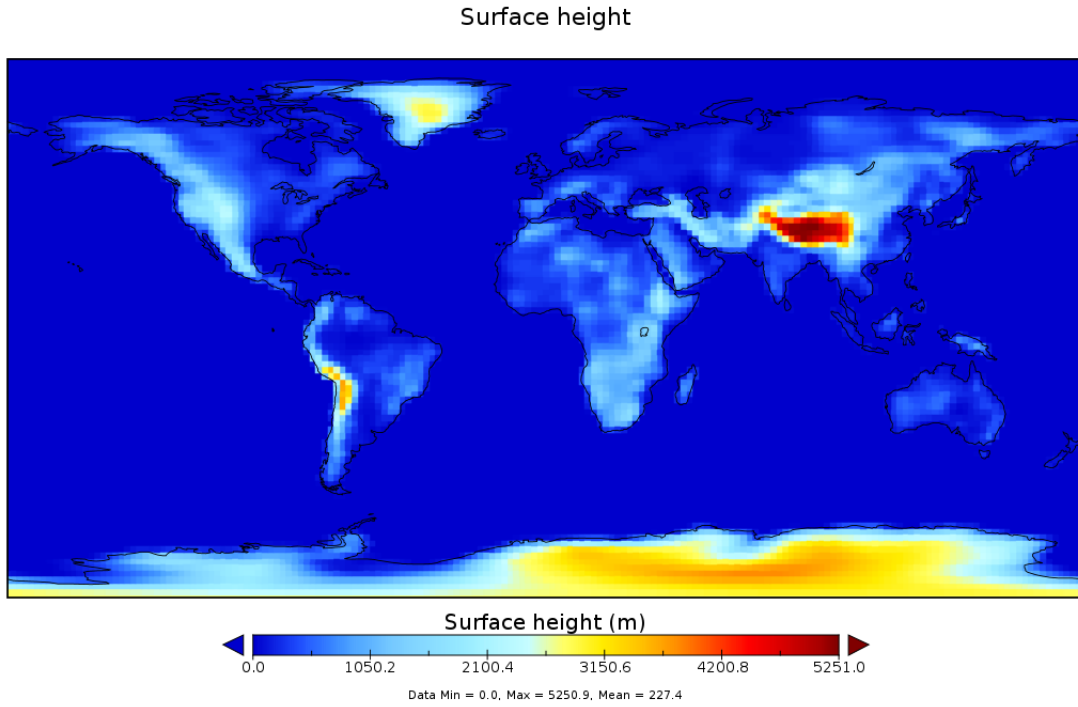 Surface height
Surface height (m)
0.0 1050.2 2100.4 3150.6 4200.8 5251.0
Data Min = 0.0, Max = 5250.9, Mean = 227.4